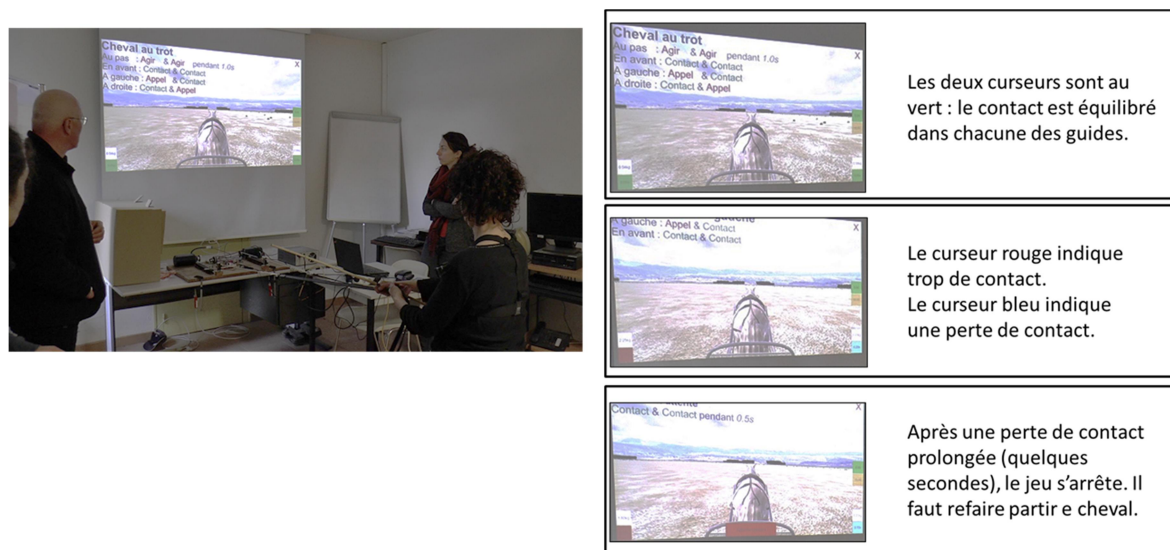 Cheval au trot
Au pas : Agir & Agir pendant 1.0s
En avant : Contact & Contact
A gauche : Appel & Contact
A droite : Contact & Appel
X
Cheval au trot
Au pas : Agir & Agir pendant 1.0s
En avant : Contact & Contact
A gauche : Appel & Contact
A droite : Contact & Appel
X
Les deux curseurs sont au
vert : le contact est équilibré
dans chacune des guides.
gauche
A gauche : Appel & Contact
En avant : Contact & Contact
X
Le curseur rouge indique
trop de contact.
Le curseur bleu indique
une perte de contact.
Contact & Contact pendant 0.5s
X
Après une perte de contact
prolongée (quelques
secondes), le jeu s’arrête. Il
faut refaire partir e cheval.